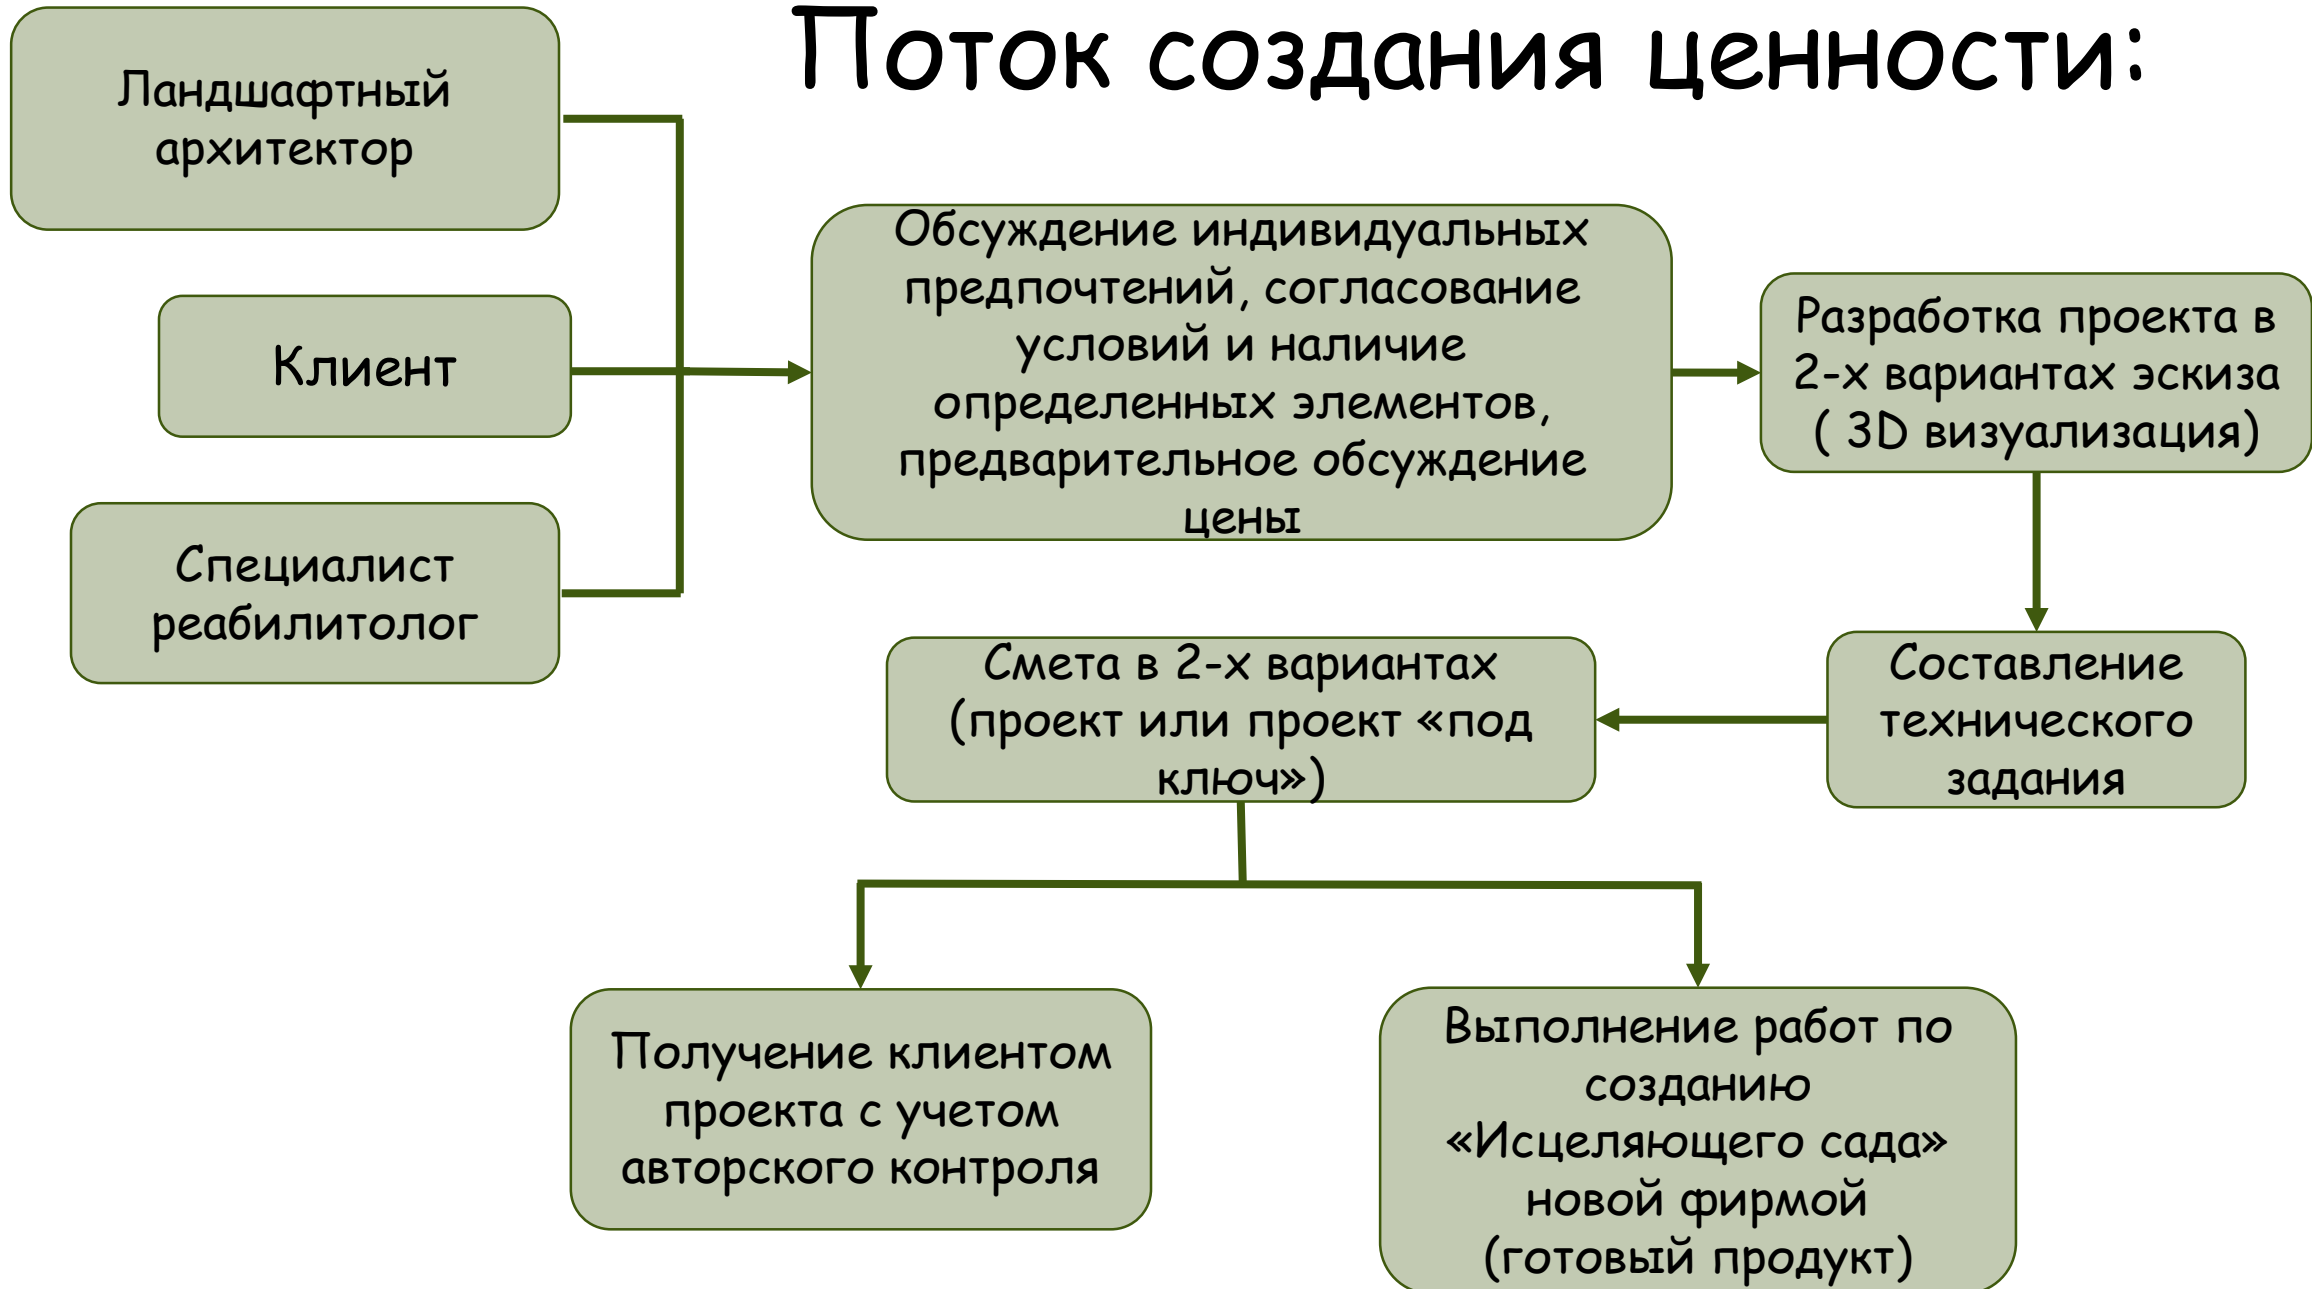 Поток создания ценности:
Ландшафтный
архитектор
Клиент
Специалист
реабилитолог
Обсуждение индивидуальных
предпочтений, согласование
условий и наличие
определенных элементов,
предварительное обсуждение
цены
Разработка проекта в
2-х вариантах эскиза
( 3D визуализация)
Составление
технического
задания
Смета в 2-х вариантах
(проект или проект «под
ключ»)
Получение клиентом
проекта с учетом
авторского контроля
Выполнение работ по
созданию
«Исцеляющего сада»
новой фирмой
(готовый продукт)